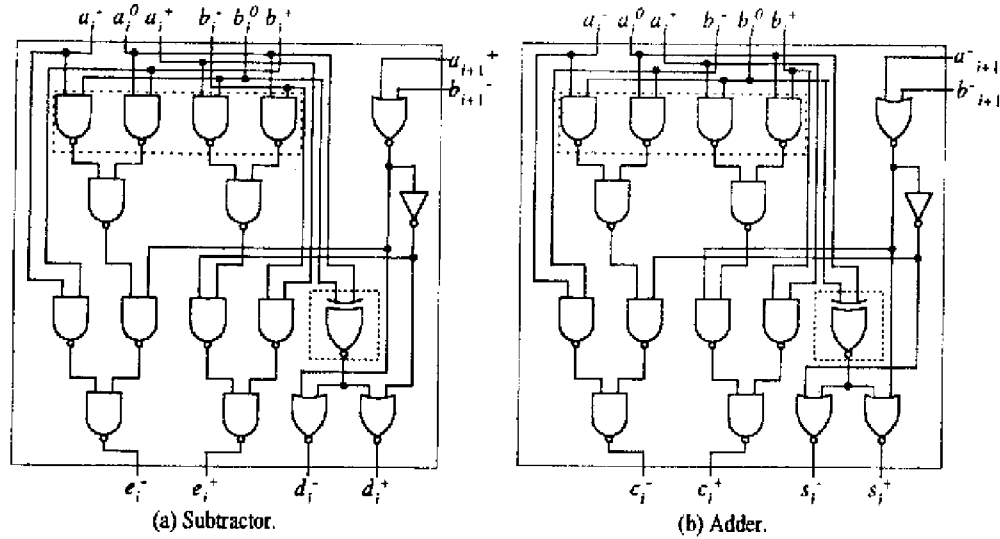 a_i^- a_i^0 a_i^+ b_i^- b_i^0 b_i^+
a_{i+1}^+
b_{i+1}^-
e_i^- e_i^+ d_i^- d_i^+
(a) Subtractor.
a_i^- a_i^0 a_i^+ b_i^- b_i^0 b_i^+
a^-_{i+1}
b^-_{i+1}
c_i^- c_i^+ s_i^- s_i^+
(b) Adder.